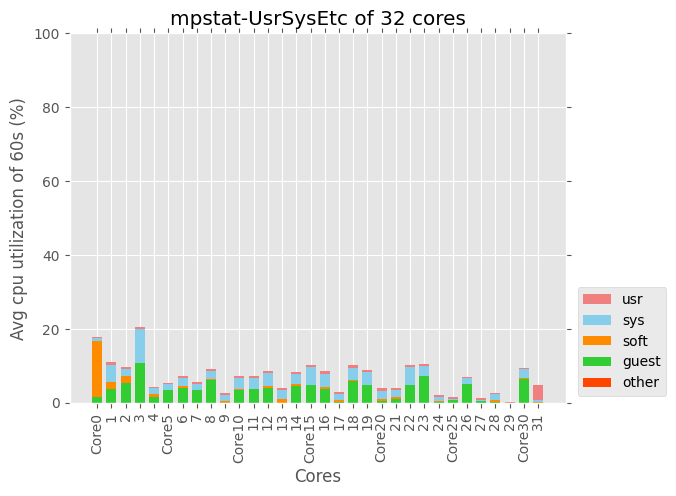 mpstat-UsrSysEtc of 32 cores
Avg cpu utilization of 60s (%)
100
80
60
40
20
0
Core0
1
2
3
4
Core5
6
7
8
9
Core10
11
12
13
14
Core15
16
17
18
19
Core20
21
22
23
24
Core25
26
27
28
29
Core30
31
Cores
usr
sys
soft
guest
other